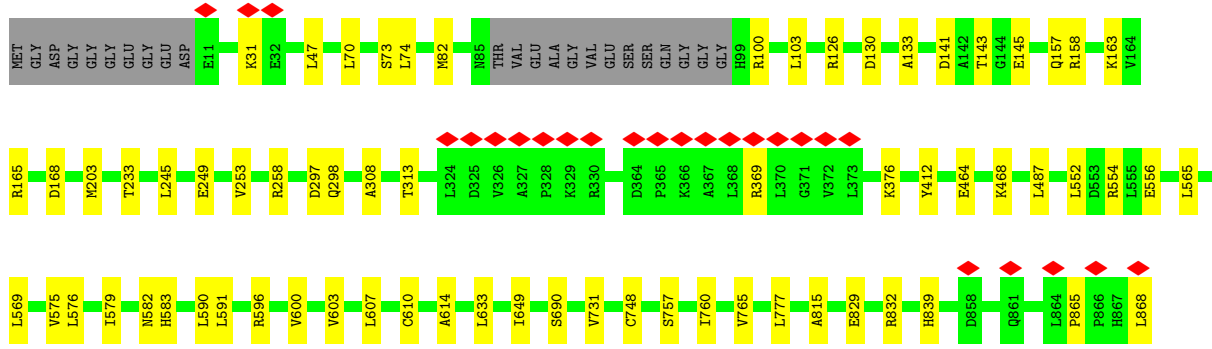 MET GLY ASP GLY GLY GLY GLU GLY GLU ASP E11 K31 E32 L47 L70 S73 L74 M82 N85 THR VAL GLU ALA GLY VAL GLU SER SER GLN GLY GLY GLY H99 R100 L103 R126 D130 A133 D141 A142 T143 G144 E145 Q157 R158 K163 V164
R165 D168 M203 T233 L245 E249 V253 R258 D297 Q298 A308 T313 L324 D325 V326 A327 P328 K329 R330 D364 P365 K366 A367 L368 R369 L370 G371 V372 L373 K376 Y412 E464 K468 L487 L552 D553 R554 L555 E556 L565
L569 V575 L576 I579 N582 H583 L590 L591 R596 V600 V603 L607 C610 A614 L633 I649 S690 V731 C748 S757 I760 V765 L777 A815 E829 R832 H839 D858 Q861 L864 P865 P866 H867 L868